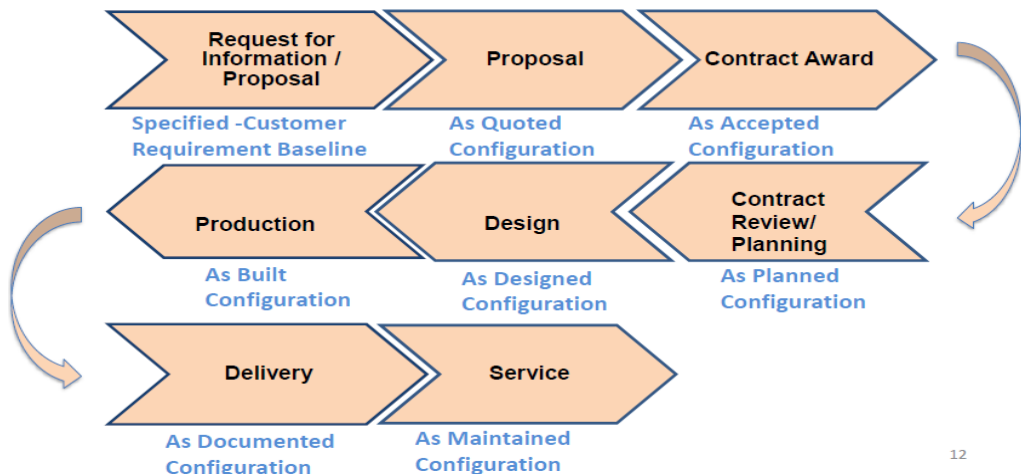 Request for
Information /
Proposal
Proposal
Contract Award
Specified -Customer
Requirement Baseline
As Quoted
Configuration
As Accepted
Configuration
Contract
Review/
Planning
Design
Production
As Planned
Configuration
As Designed
Configuration
As Built
Configuration
Delivery
Service
As Documented
Configuration
As Maintained
Configuration
12